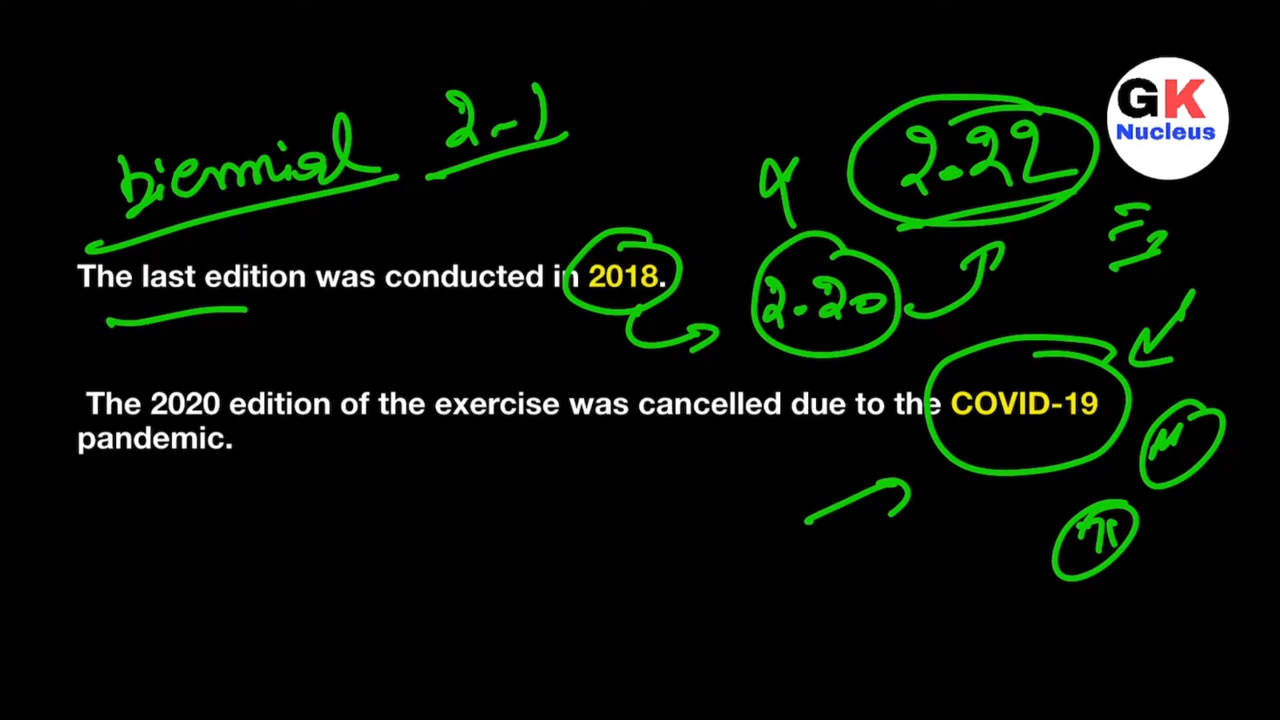 GK
Nucleus
biennial 2-1
2022
The last edition was conducted in 2018.
2020
The 2020 edition of the exercise was cancelled due to the COVID-19
pandemic.